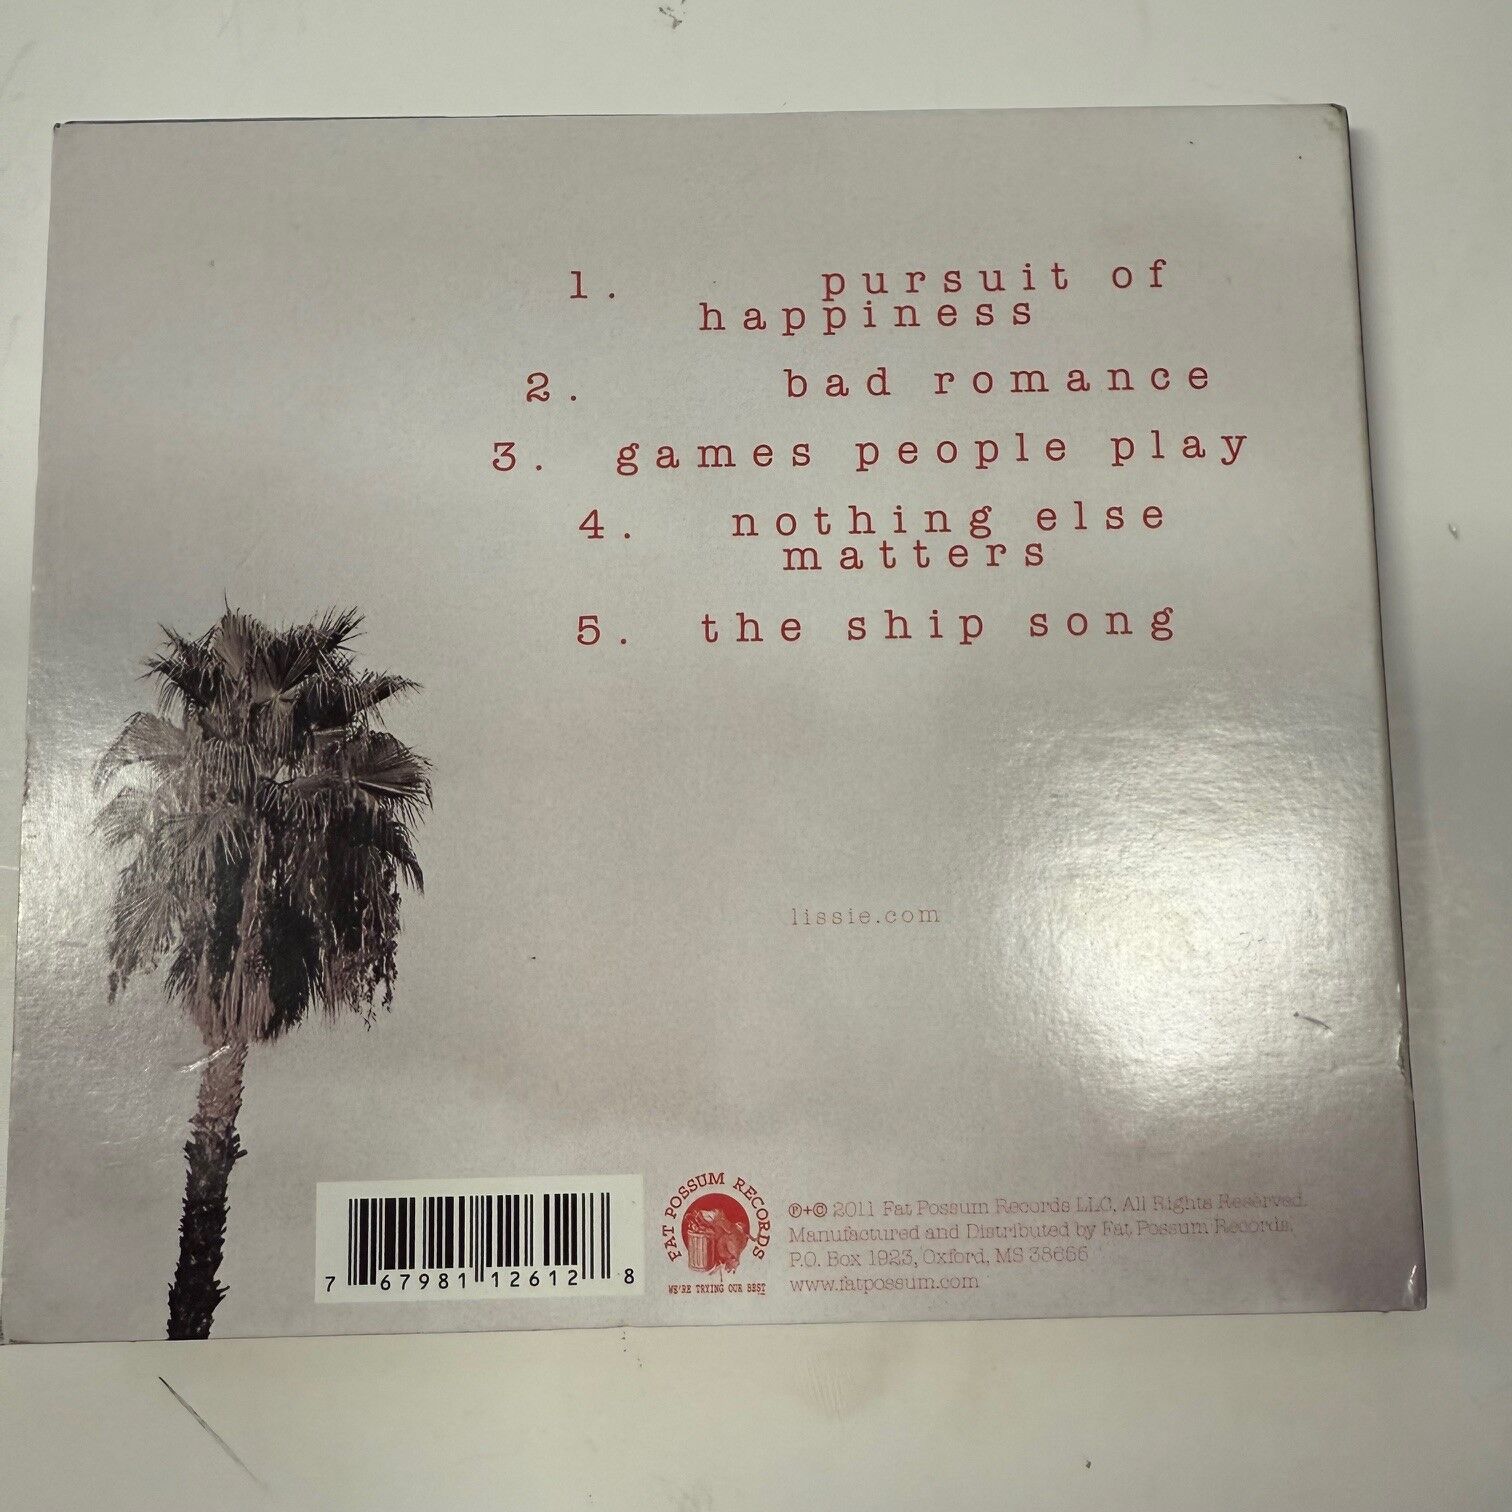 1. pursuit of
happiness
2. bad romance
3. games people play
4. nothing else
matters
5. the ship song
lissie.com
7 67981 12612 8
FAT POSSUM RECORDS
WE'RE TRYING OUR BEST
℗+© 2011 Fat Possum Records LLC, All Rights Reserved.
Manufactured and Distributed by Fat Possum Records,
P.O. Box 1923, Oxford, MS 38666
www.fatpossum.com